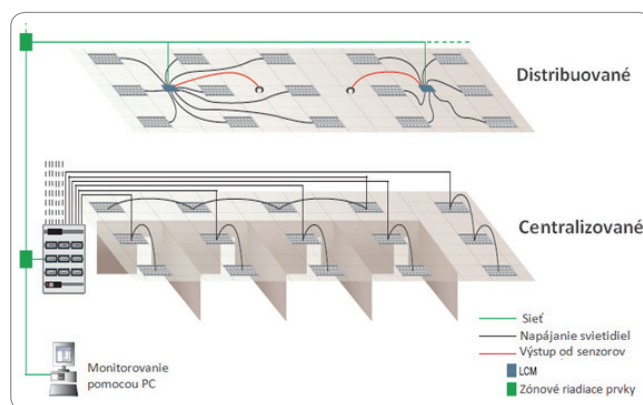 Distribuované
Centralizované
Sieť
Napájanie svietidiel
Výstup od senzorov
LCM
Zónové riadiace prvky
Monitorovanie
pomocou PC